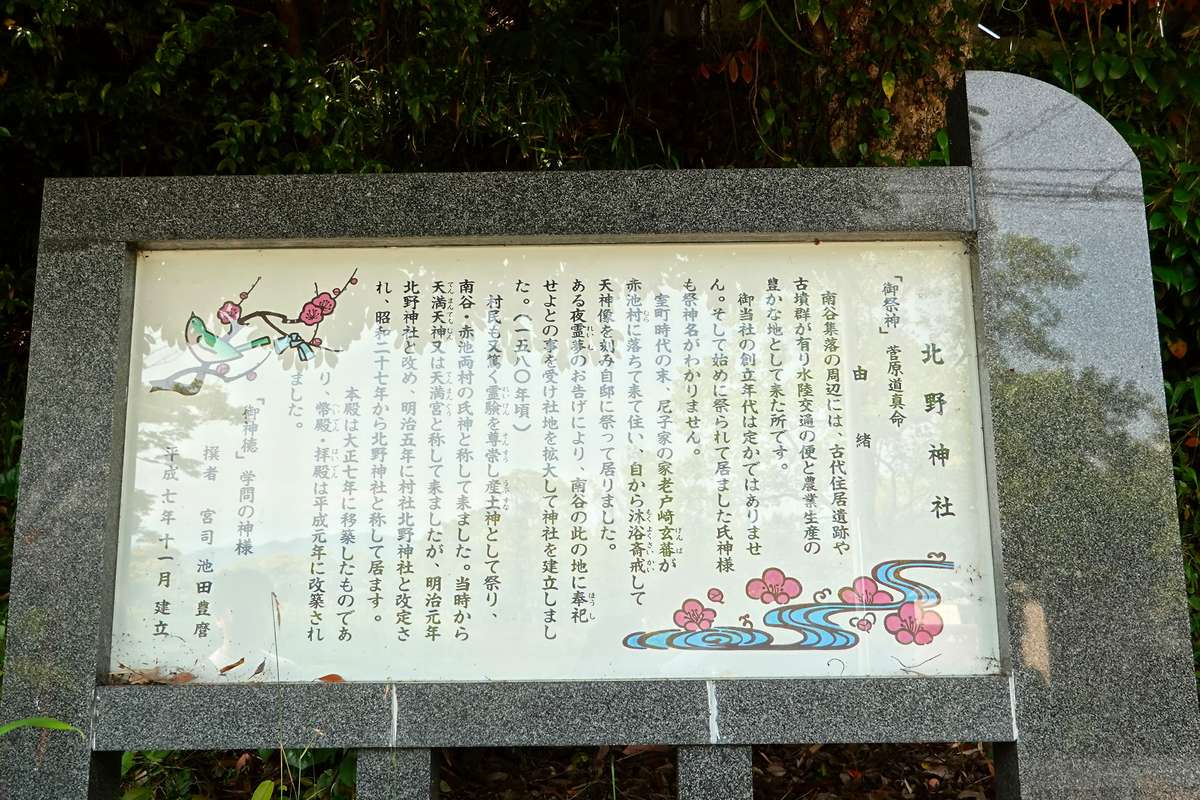 北野神社
「御祭神」 菅原道真命
由緒
南谷集落の周辺には、古代住居遺跡や
古墳群が有り水陸交通の便と農業生産の
豊かな地として来た所です。
御当社の創立年代は定かではありませ
ん。そして始めに祭られて居ました氏神様
も祭神名がわかりません。
室町時代の末、尼子家の家老戸﨑玄蕃が
赤池村に落ちて来て住い、自から沐浴斎戒して
天神像を刻み自邸に祭って居りました。
ある夜霊夢のお告げにより、南谷の此の地に奉祀
せよとの事を受け社地を拡大して神社を建立しまし
た。(一五八〇年頃)
村民も又篤く霊験を尊崇し産土神として祭り、
南谷・赤池両村の氏神と称して来ました。当時から
天満天神又は天満宮と称して来ましたが、明治元年
北野神社と改め、明治五年に村社北野神社と改定さ
れ、昭和二十七年から北野神社と称して居ます。
本殿は大正七年に移築したものであ
り、幣殿・拝殿は平成元年に改築され
ました。
「御神徳」 学問の神様
撰者 宮司 池田豊麿
平成七年十一月 建立